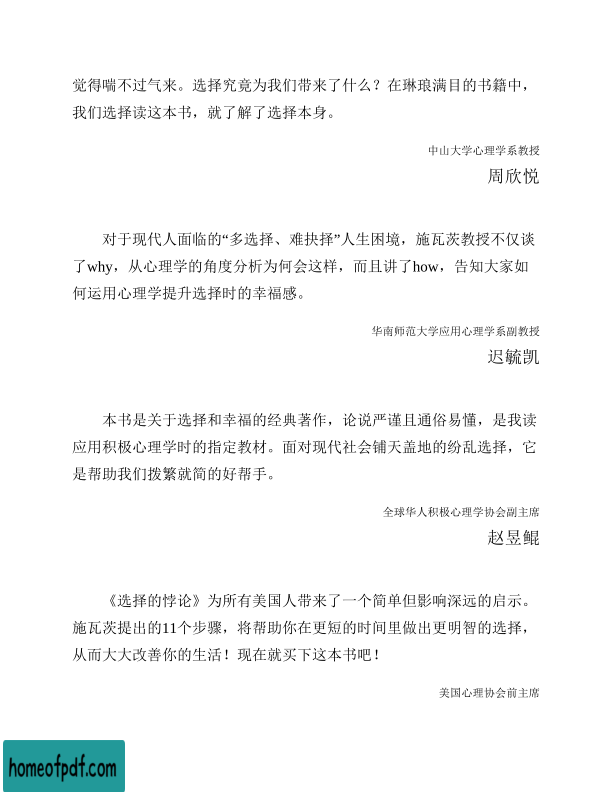 觉得喘不过气来。选择究竟为我们带来了什么？在琳琅满目的书籍中，
我们选择读这本书，就了解了选择本身。
中山大学心理学系教授
周欣悦
对于现代人面临的“多选择、难抉择”人生困境，施瓦茨教授不仅谈
了why，从心理学的角度分析为何会这样，而且讲了how，告知大家如
何运用心理学提升选择时的幸福感。
华南师范大学应用心理学系副教授
迟毓凯
本书是关于选择和幸福的经典著作，论说严谨且通俗易懂，是我读
应用积极心理学时的指定教材。面对现代社会铺天盖地的纷乱选择，它
是帮助我们拨繁就简的好帮手。
全球华人积极心理学协会副主席
赵昱鲲
《选择的悖论》为所有美国人带来了一个简单但影响深远的启示。
施瓦茨提出的11个步骤，将帮助你在更短的时间里做出更明智的选择，
从而大大改善你的生活！现在就买下这本书吧！
美国心理协会前主席
homeofpdf.com